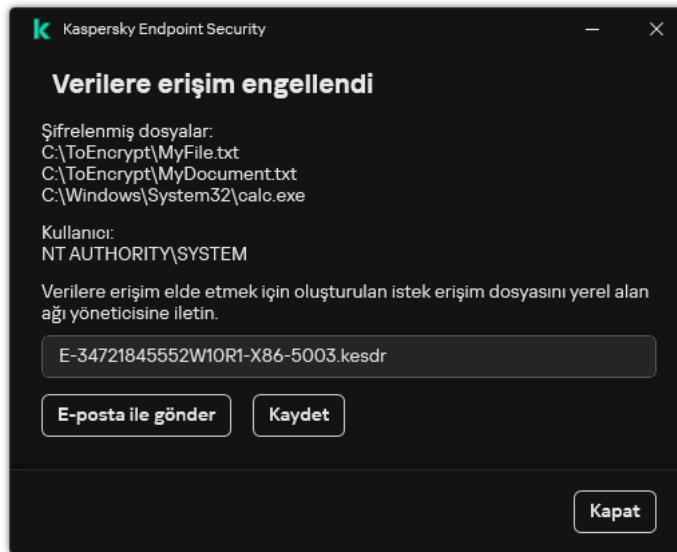 Kaspersky Endpoint Security
Verilere erişim engellendi
Şifrelenmiş dosyalar:
C:\ToEncrypt\MyFile.txt
C:\ToEncrypt\MyDocument.txt
C:\Windows\System32\calc.exe
Kullanıcı:
NT AUTHORITY\SYSTEM
Verilere erişim elde etmek için oluşturulan istek erişim dosyasını yerel alan
ağı yöneticisine iletin.
E-34721845552W10R1-X86-5003.kesdr
E-posta ile gönder Kaydet
Kapat